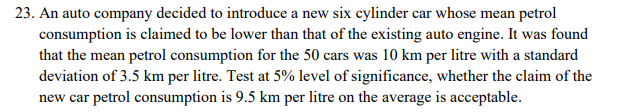 23. An auto company decided to introduce a new six cylinder car whose mean petrol
consumption is claimed to be lower than that of the existing auto engine. It was found
that the mean petrol consumption for the 50 cars was 10 km per litre with a standard
deviation of 3.5 km per litre. Test at 5% level of significance, whether the claim of the
new car petrol consumption is 9.5 km per litre on the average is acceptable.